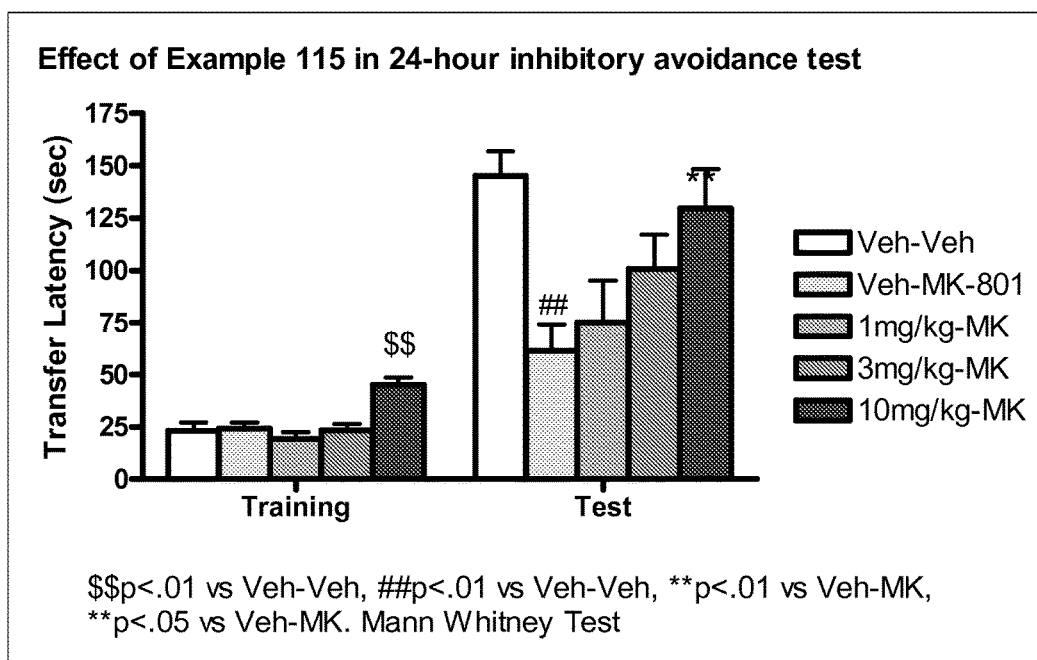 Effect of Example 115 in 24-hour inhibitory avoidance test
Transfer Latency (sec)
175
150
125
100
75
50
25
0
$$
##
**
Training
Test
Veh-Veh
Veh-MK-801
1mg/kg-MK
3mg/kg-MK
10mg/kg-MK
$$p<.01 vs Veh-Veh, ##p<.01 vs Veh-Veh, **p<.01 vs Veh-MK,
**p<.05 vs Veh-MK. Mann Whitney Test